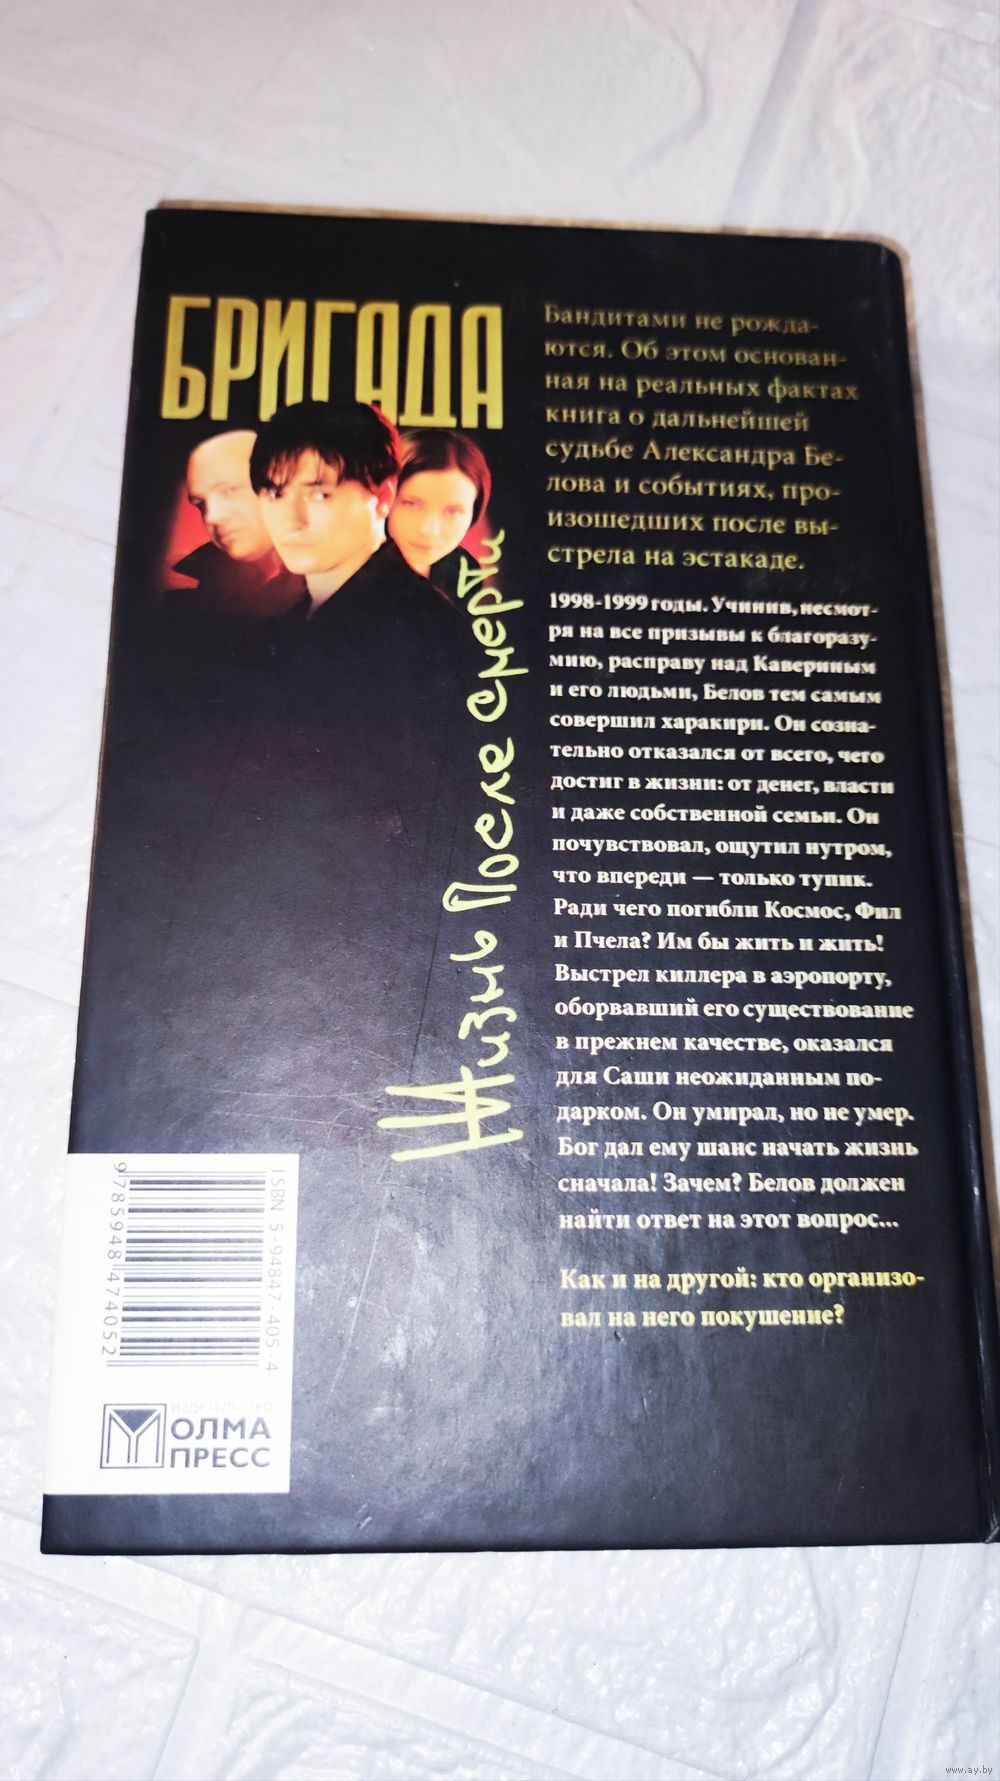 БРИГАДА
Жизнь После смерти
Бандитами не рожда-
ются. Об этом основан-
ная на реальных фактах
книга о дальнейшей
судьбе Александра Бе-
лова и событиях, про-
изошедших после вы-
стрела на эстакаде.
1998-1999 годы. Учинив, несмот-
ря на все призывы к благоразу-
мию, расправу над Кавериным
и его людьми, Белов тем самым
совершил харакири. Он созна-
тельно отказался от всего, чего
достиг в жизни: от денег, власти
и даже собственной семьи. Он
почувствовал, ощутил нутром,
что впереди — только тупик.
Ради чего погибли Космос, Фил
и Пчела? Им бы жить и жить!
Выстрел киллера в аэропорту,
оборвавший его существование
в прежнем качестве, оказался
для Саши неожиданным по-
дарком. Он умирал, но не умер.
Бог дал ему шанс начать жизнь
сначала! Зачем? Белов должен
найти ответ на этот вопрос...
Как и на другой: кто организо-
вал на него покушение?
ISBN 5-94847-405-4
9785948474052
ИЗДАТЕЛЬСТВО
ОЛМА
ПРЕСС
www.ay.by